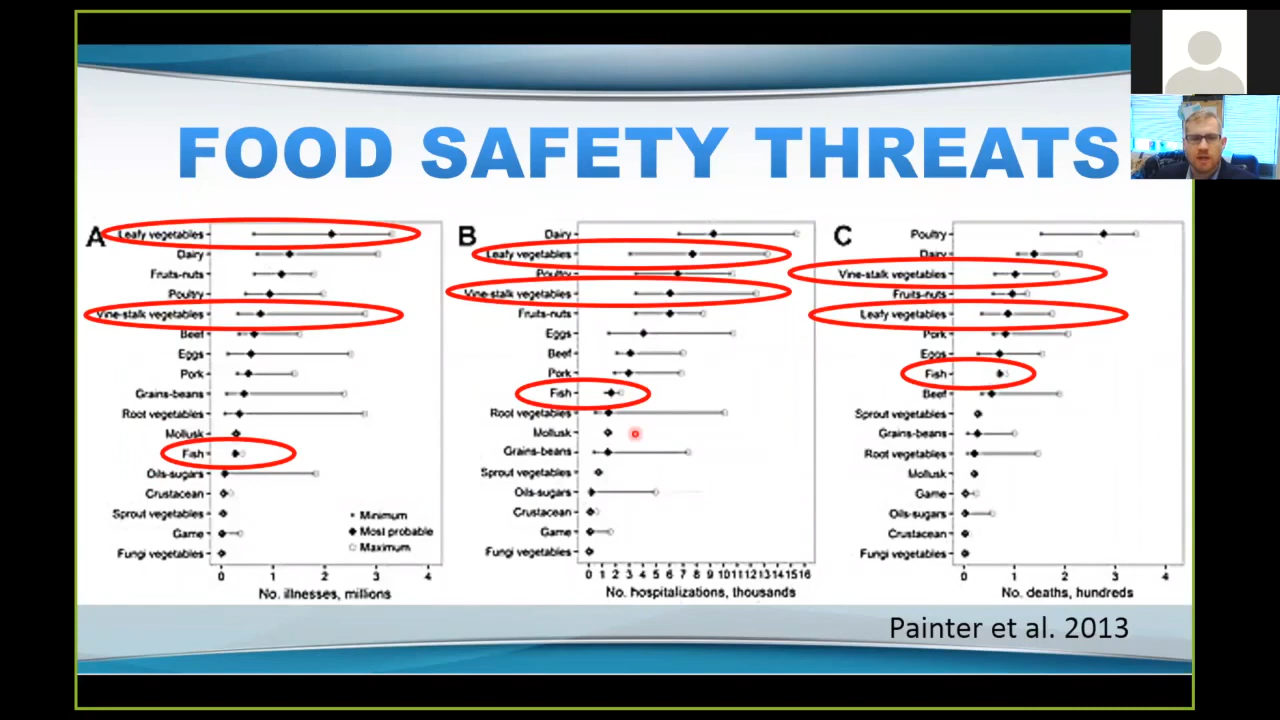 FOOD SAFETY THREATS
A
Leafy vegetables
Dairy
Fruits-nuts
Poultry
Vine-stalk vegetables
Beef
Eggs
Pork
Grains-beans
Root vegetables
Mollusk
Fish
Oils-sugars
Crustacean
Sprout vegetables
Game
Fungi vegetables
Minimum
Most probable
Maximum
0 1 2 3 4
No. illnesses, millions
B
Dairy
Leafy vegetables
Poultry
Vine-stalk vegetables
Fruits-nuts
Eggs
Beef
Pork
Fish
Root vegetables
Mollusk
Grains-beans
Sprout vegetables
Oils-sugars
Crustacean
Game
Fungi vegetables
0 1 2 3 4 5 6 7 8 9 10 11 12 13 14 15 16
No. hospitalizations, thousands
C
Poultry
Dairy
Vine-stalk vegetables
Fruits-nuts
Leafy vegetables
Pork
Eggs
Fish
Beef
Sprout vegetables
Grains-beans
Root vegetables
Mollusk
Game
Oils-sugars
Crustacean
Fungi vegetables
0 1 2 3 4
No. deaths, hundreds
Painter et al. 2013